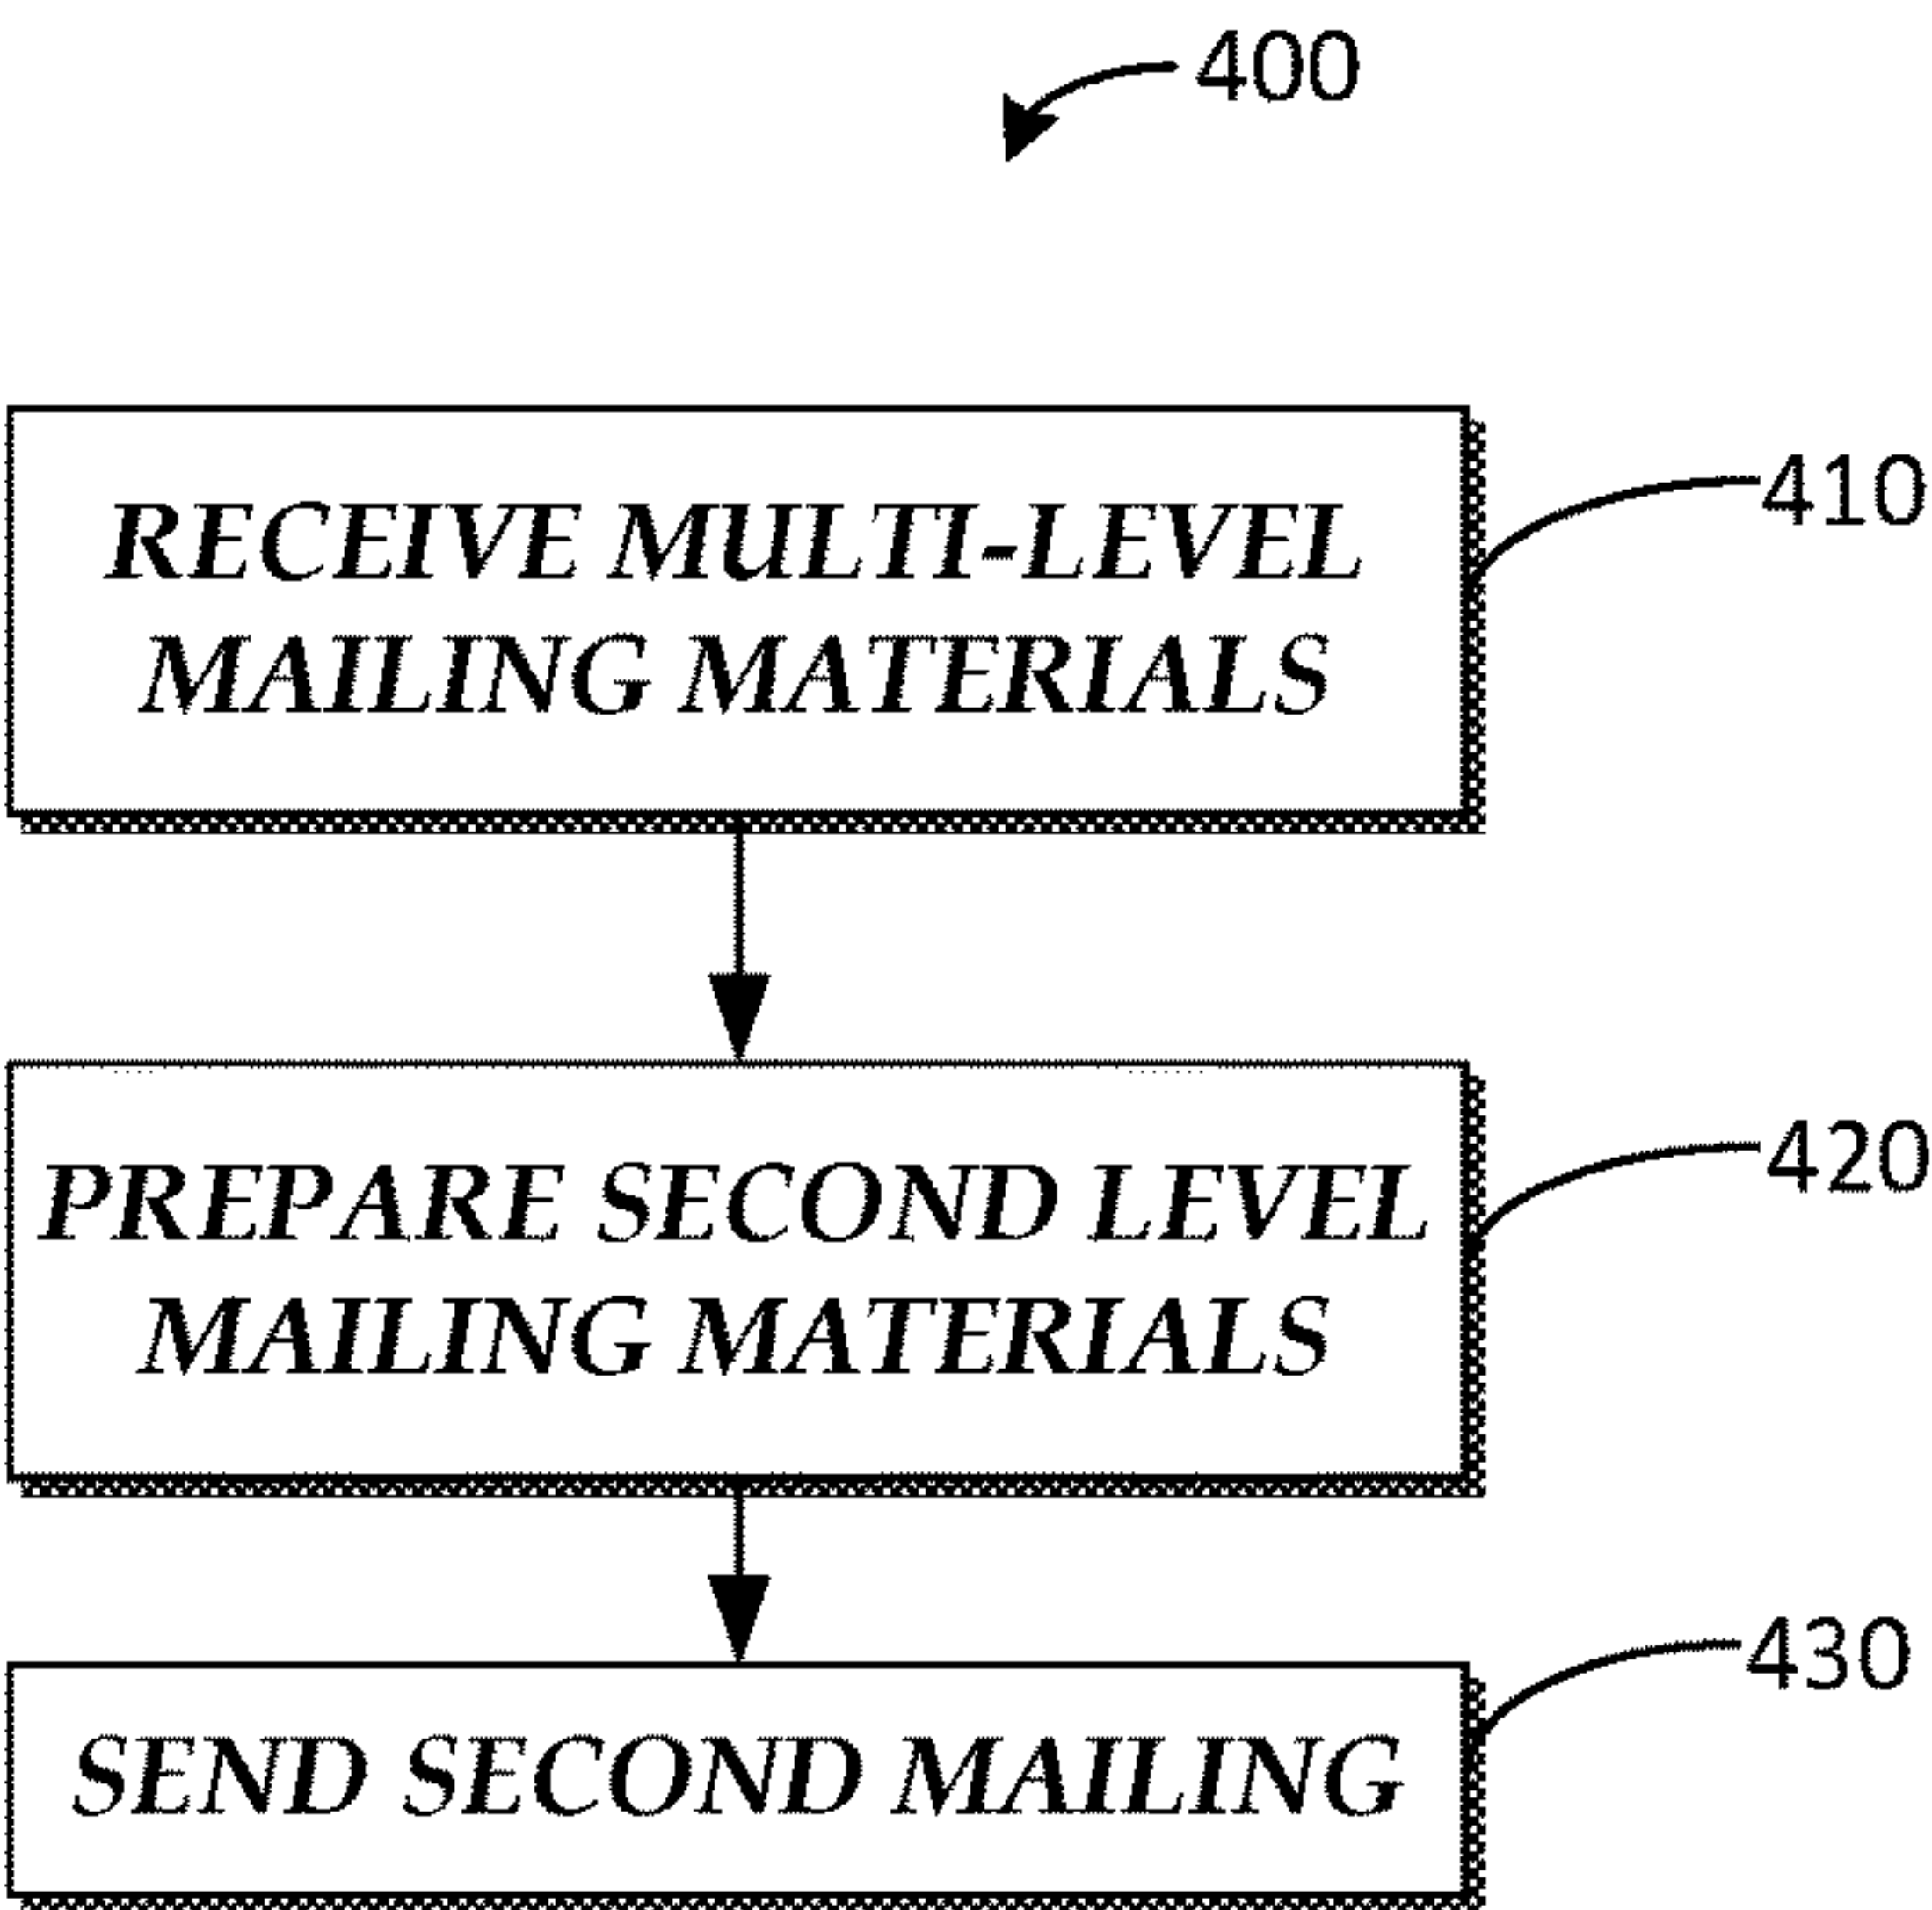 400
RECEIVE MULTI-LEVEL
MAILING MATERIALS
410
PREPARE SECOND LEVEL
MAILING MATERIALS
420
SEND SECOND MAILING
430